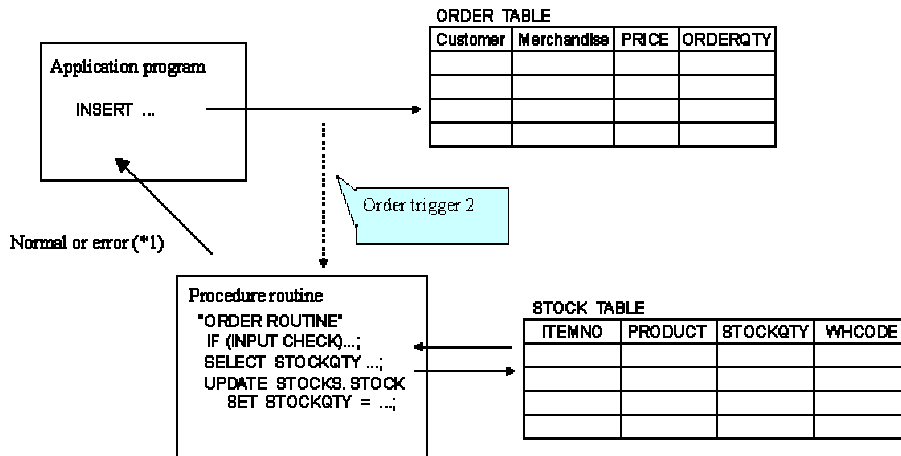 ORDER TABLE
Customer Merchandise PRICE ORDERQTY
Application program
INSERT ...
Order trigger 2
Normal or error (*1)
Procedure routine
"ORDER ROUTINE"
IF (INPUT CHECK)...;
SELECT STOCKQTY ...;
UPDATE STOCKS. STOCK
SET STOCKQTY = ...;
STOCK TABLE
ITEMNO PRODUCT STOCKQTY WHCODE